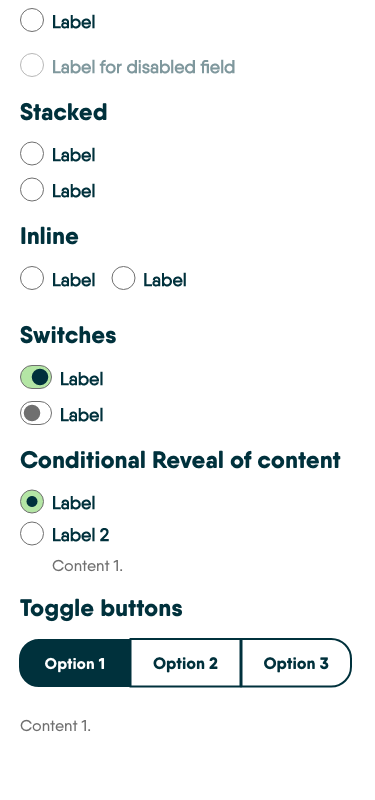 Label
Label for disabled field
Stacked
Label
Label
Inline
Label Label
Switches
Label
Label
Conditional Reveal of content
Label
Label 2
Content 1.
Toggle buttons
Option 1 Option 2 Option 3
Content 1.